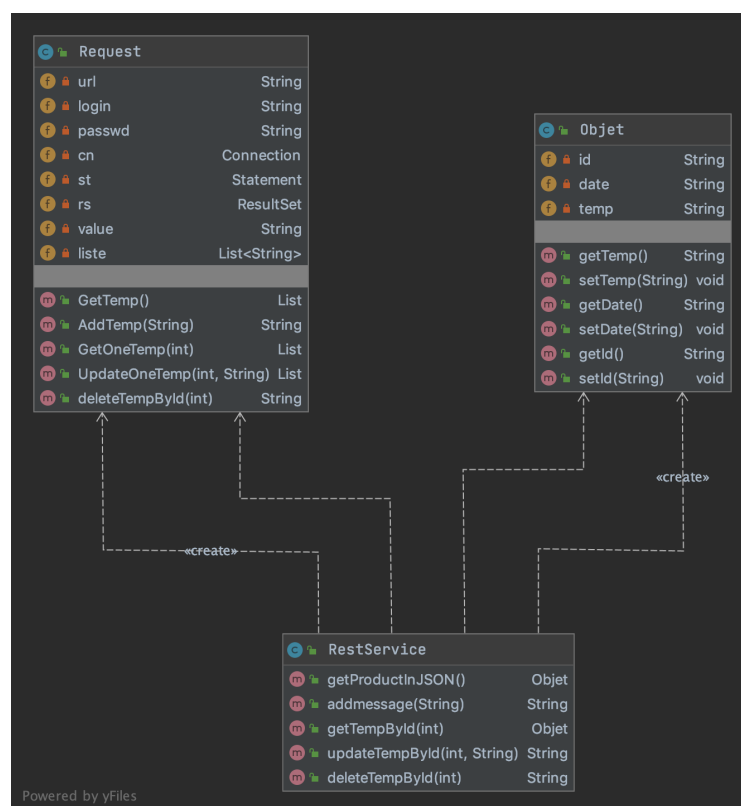 Request
url String
login String
passwd String
cn Connection
st Statement
rs ResultSet
value String
liste List<String>
GetTemp() List
AddTemp(String) String
GetOneTemp(int) List
UpdateOneTemp(int, String) List
deleteTempById(int) String
Objet
id String
date String
temp String
getTemp() String
setTemp(String) void
getDate() String
setDate(String) void
getId() String
setId(String) void
«create»
«create»
RestService
getProductInJSON() Objet
addmessage(String) String
getTempById(int) Objet
updateTempById(int, String) String
deleteTempById(int) String
Powered by yFiles